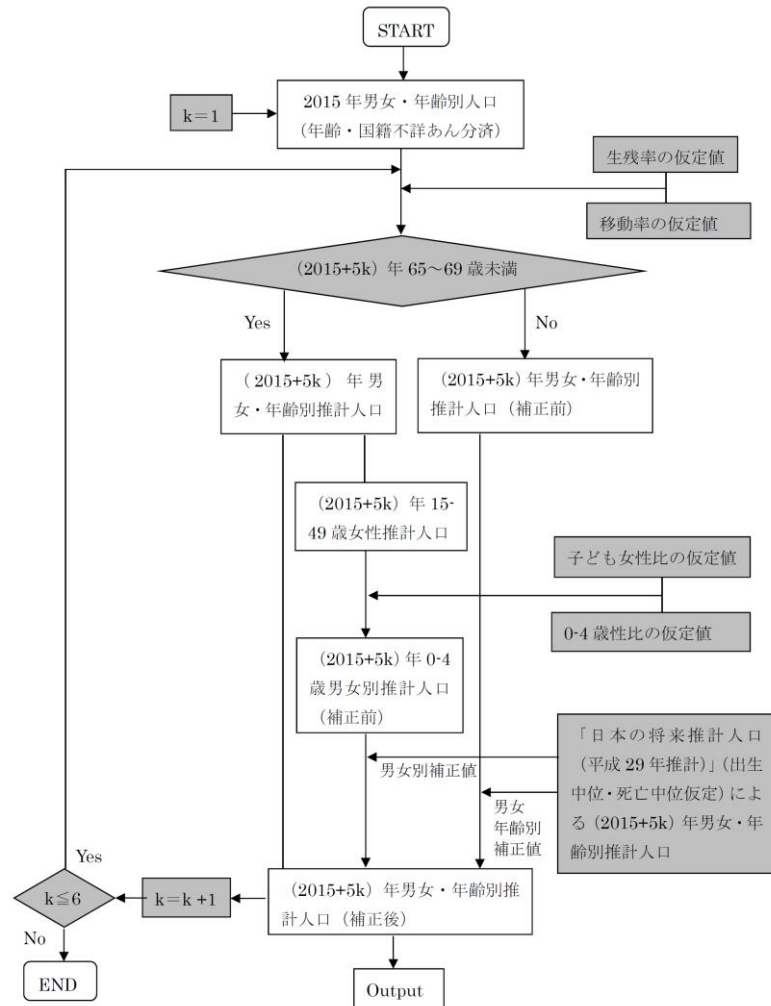 START
k＝1
2015 年男女・年齢別人口
（年齢・国籍不詳あん分済）
生残率の仮定値
移動率の仮定値
(2015+5k) 年 65～69 歳未満
Yes
No
（2015+5k） 年 男
女・年齢別推計人口
(2015+5k) 年男女・年齢別
推計人口（補正前）
（2015+5k）年 15-
49 歳女性推計人口
子ども女性比の仮定値
0-4 歳性比の仮定値
(2015+5k) 年 0-4
歳男女別推計人口
（補正前）
「日本の将来推計人口
（平成 29 年推計）」（出生
中位・死亡中位仮定）によ
る (2015+5k) 年男女・年
齢別推計人口
男女別補正値
男女
年齢別
補正値
Yes
k≦6
k＝k +1
(2015+5k) 年男女・年齢別推
計人口（補正後）
No
END
Output